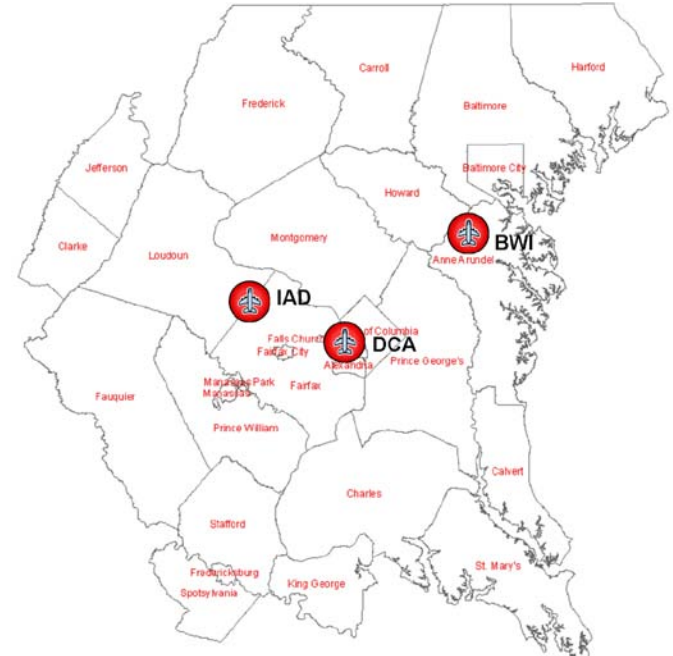 Carroll
Harford
Frederick
Baltimore
Jefferson
Baltimore City
Howard
Clarke
Loudoun
Montgomery
BWI
Anne Arundel
IAD
of Columbia
Falls Churc
DCA
Fairfax City
Alexandria
Prince George's
Manassas Park
Fairfax
Manassas
Fauquier
Prince William
Calvert
Charles
Stafford
St. Mary's
Fredericksburg
King George
Spotsylvania